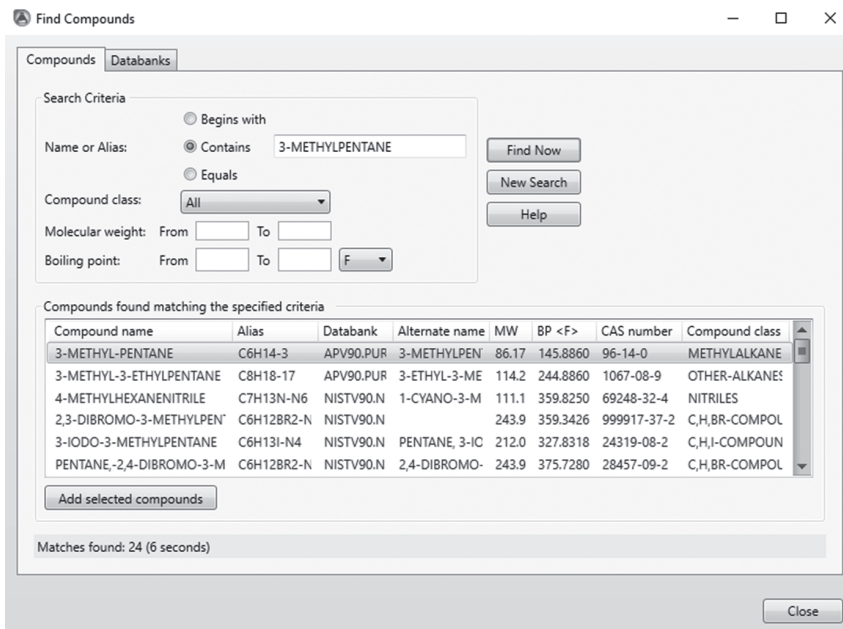 Find Compounds
Compounds Databanks
Search Criteria
Begins with
Name or Alias: Contains 3-METHYLPENTANE Find Now
Equals New Search
Compound class: All Help
Molecular weight: From To
Boiling point: From To F
Compounds found matching the specified criteria
Compound name Alias Databank Alternate name MW BP <F> CAS number Compound class
3-METHYL-PENTANE C6H14-3 APV90.PUR 3-METHYLPEN 86.17 145.8860 96-14-0 METHYLALKANE
3-METHYL-3-ETHYLPENTANE C8H18-17 APV90.PUR 3-ETHYL-3-ME 114.2 244.8860 1067-08-9 OTHER-ALKANES
4-METHYLHEXANENITRILE C7H13N-N6 NISTV90.N 1-CYANO-3-M 111.1 359.8250 69248-32-4 NITRILES
2,3-DIBROMO-3-METHYLPEN C6H12BR2-N NISTV90.N 243.9 359.3426 999917-37-2 C,H,BR-COMPOU
3-IODO-3-METHYLPENTANE C6H13I-N4 NISTV90.N PENTANE, 3-IO 212.0 327.8318 24319-08-2 C,H,I-COMPOUN
PENTANE,-2,4-DIBROMO-3-M C6H12BR2-N NISTV90.N 2,4-DIBROMO- 243.9 375.7280 28457-09-2 C,H,BR-COMPOU
Add selected compounds
Matches found: 24 (6 seconds)
Close